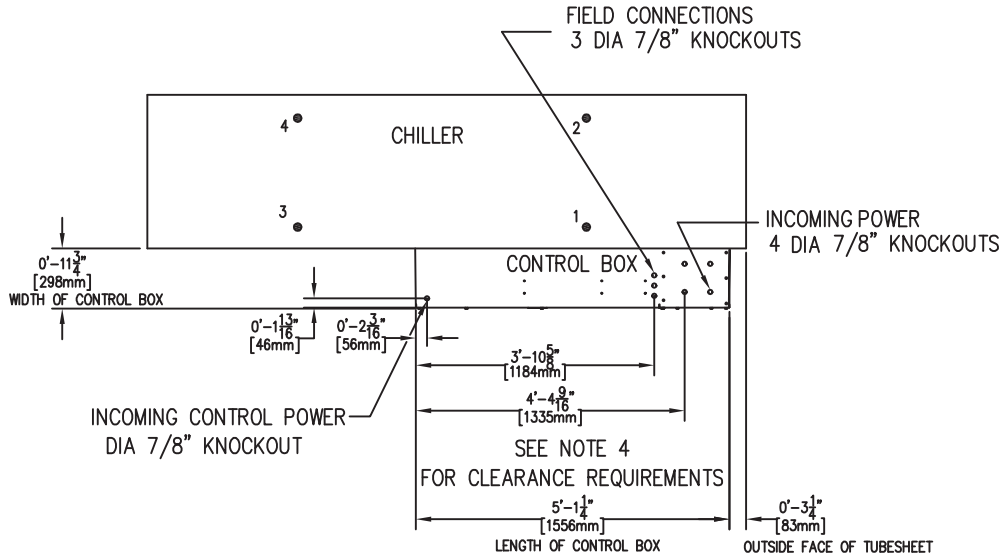 FIELD CONNECTIONS
3 DIA 7/8" KNOCKOUTS
4
CHILLER
2
3
1
INCOMING POWER
4 DIA 7/8" KNOCKOUTS
CONTROL BOX
0'-11 3/4"
[298mm]
WIDTH OF CONTROL BOX
0'-1 13/16"
[46mm]
0'-2 3/16"
[56mm]
3'-10 5/8"
[1184mm]
4'-4 9/16"
[1335mm]
INCOMING CONTROL POWER
DIA 7/8" KNOCKOUT
SEE NOTE 4
FOR CLEARANCE REQUIREMENTS
5'-1 1/4"
[1556mm]
LENGTH OF CONTROL BOX
0'-3 1/4"
[83mm]
OUTSIDE FACE OF TUBESHEET